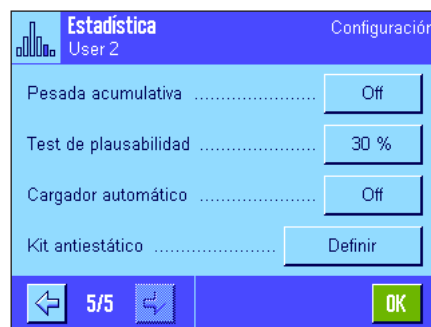 Estadística
Configuración
User 2
Pesada acumulativa ...................... Off
Test de plausabilidad ..................... 30 %
Cargador automático ..................... Off
Kit antiestático ...................... Definir
5/5
OK